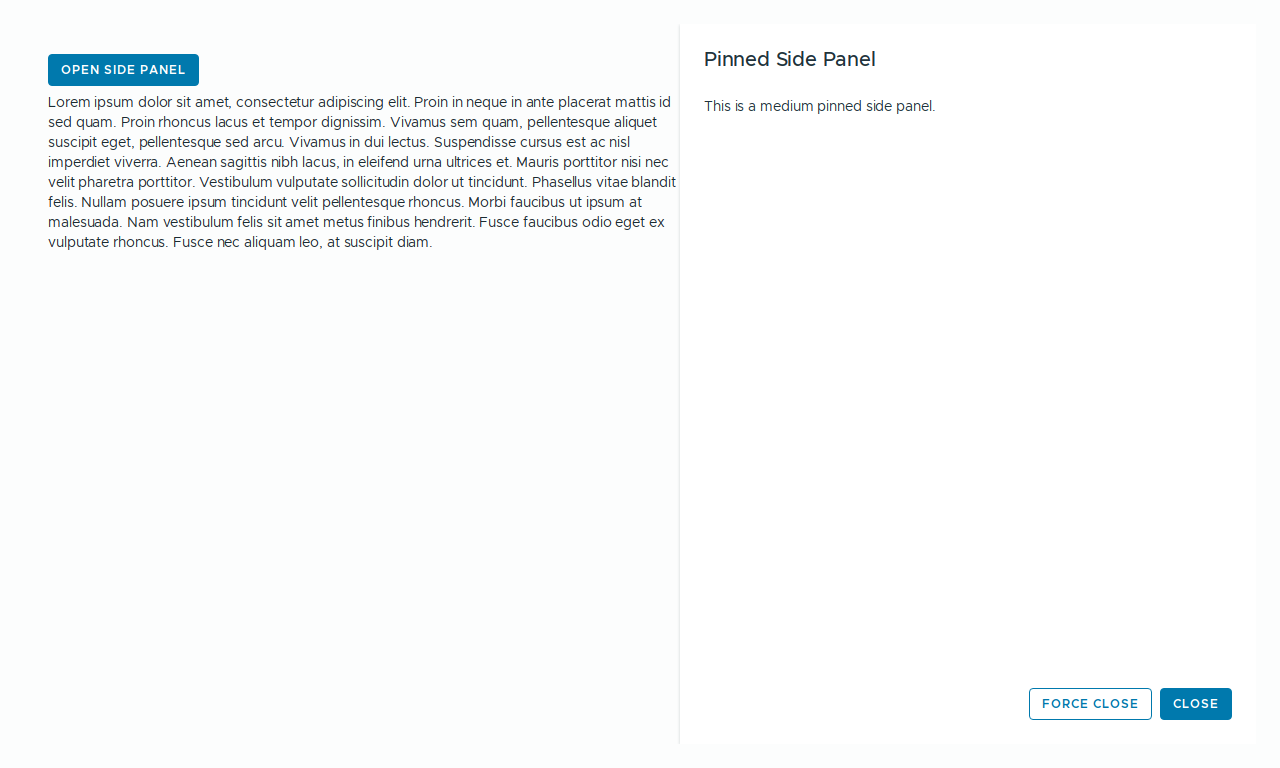 OPEN SIDE PANEL
Lorem ipsum dolor sit amet, consectetur adipiscing elit. Proin in neque in ante placerat mattis id
sed quam. Proin rhoncus lacus et tempor dignissim. Vivamus sem quam, pellentesque aliquet
suscipit eget, pellentesque sed arcu. Vivamus in dui lectus. Suspendisse cursus est ac nisl
imperdiet viverra. Aenean sagittis nibh lacus, in eleifend urna ultrices et. Mauris porttitor nisi nec
velit pharetra porttitor. Vestibulum vulputate sollicitudin dolor ut tincidunt. Phasellus vitae blandit
felis. Nullam posuere ipsum tincidunt velit pellentesque rhoncus. Morbi faucibus ut ipsum at
malesuada. Nam vestibulum felis sit amet metus finibus hendrerit. Fusce faucibus odio eget ex
vulputate rhoncus. Fusce nec aliquam leo, at suscipit diam.
Pinned Side Panel
This is a medium pinned side panel.
FORCE CLOSE
CLOSE